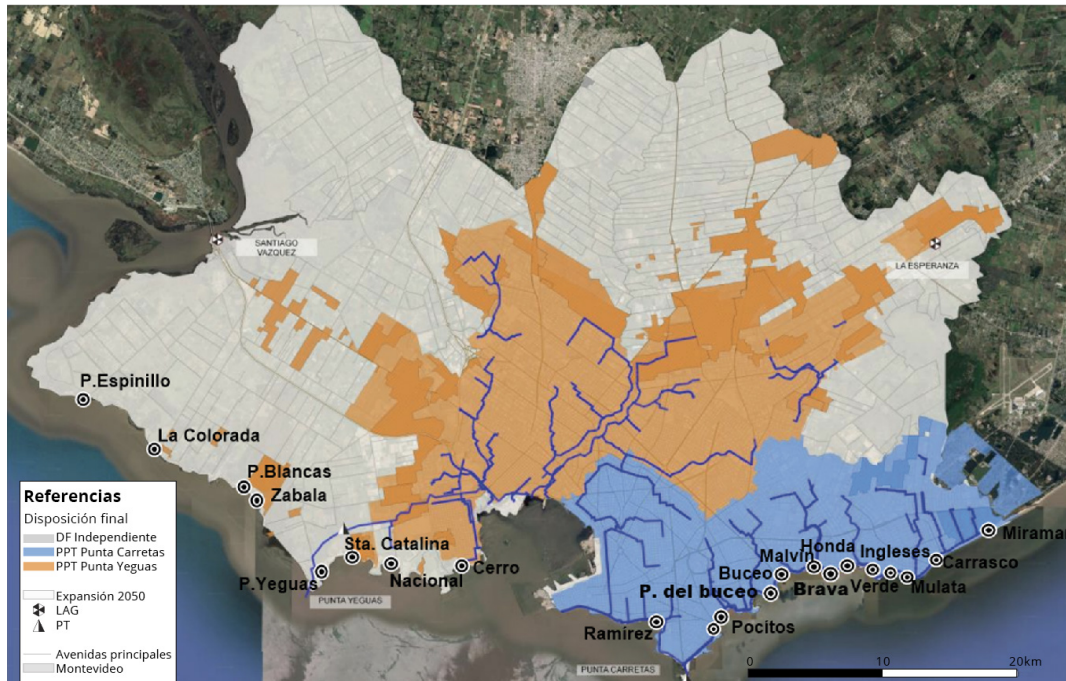 SANTIAGO
VAZQUEZ
LA ESPERANZA
P.Espinillo
La Colorada
P.Blancas
Zabala
Sta. Catalina
P.Yeguas
Nacional
Cerro
PUNTA YEGUAS
Miramar
Honda
Malvín
Ingleses
Carrasco
Buceo
P. del buceo
Brava
Verde
Mulata
Ramirez
Pocitos
PUNTA CARRETAS
Referencias
Disposición final
DF Independiente
PPT Punta Carretas
PPT Punta Yeguas
Expansión 2050
LAG
PT
Avenidas principales
Montevideo
0 10 20km